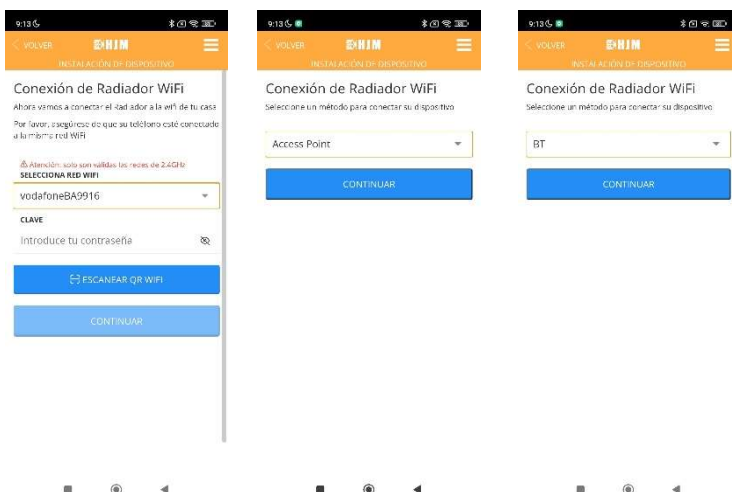 9:13
VOLVER
HJM
INSTALACIÓN DE DISPOSITIVO
Conexión de Radiador WiFi
Ahora vamos a conectar el Radiador a la wifi de tu casa
Por favor, asegúrese de que su teléfono esté conectado
a la misma red WiFi
Atención: solo son válidas las redes de 2.4GHz
SELECCIONA RED WIFI
vodafoneBA9916
CLAVE
Introduce tu contraseña
ESCANEAR QR WIFI
CONTINUAR
9:13
VOLVER
HJM
INSTALACIÓN DE DISPOSITIVO
Conexión de Radiador WiFi
Seleccione un método para conectar su dispositivo
Access Point
CONTINUAR
9:13
VOLVER
HJM
INSTALACIÓN DE DISPOSITIVO
Conexión de Radiador WiFi
Seleccione un método para conectar su dispositivo
BT
CONTINUAR